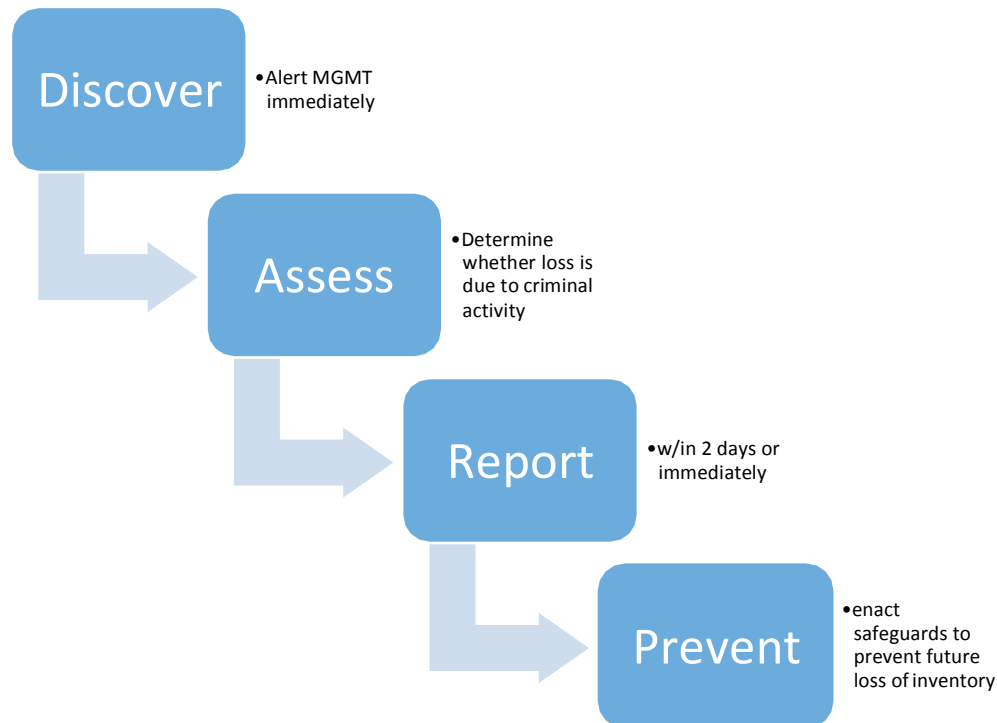 Discover
•Alert MGMT
immediately
Assess
•Determine
whether loss is
due to criminal
activity
Report
•w/in 2 days or
immediately
Prevent
•enact
safeguards to
prevent future
loss of inventory